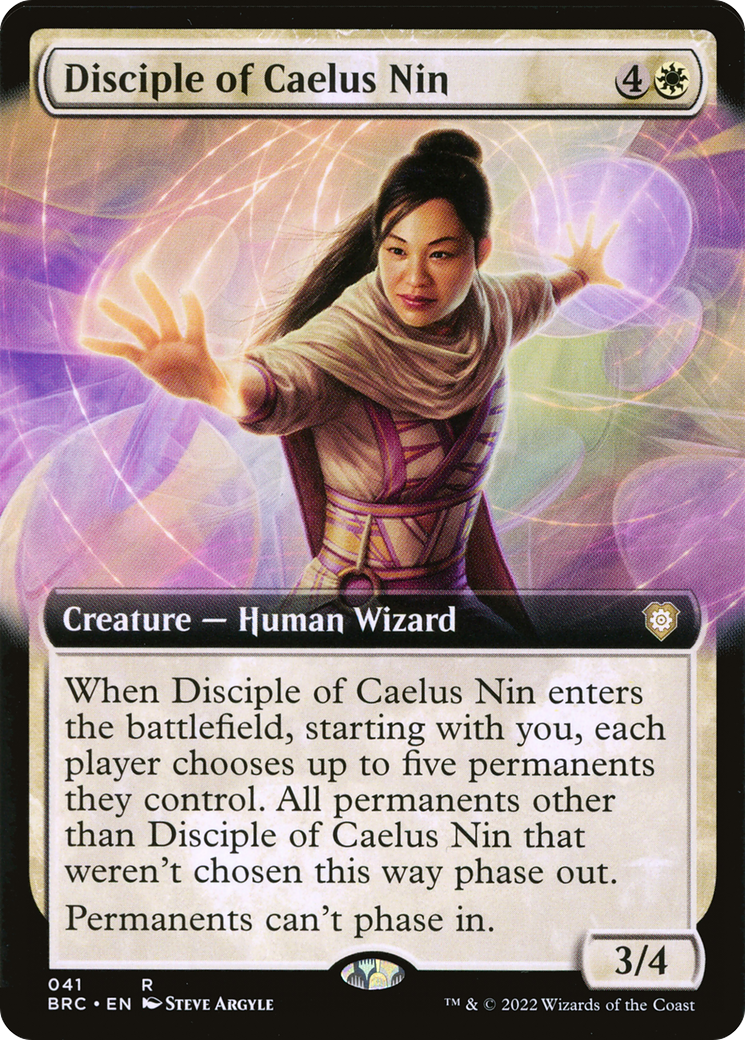 Disciple of Caelus Nin 4
Creature — Human Wizard
When Disciple of Caelus Nin enters
the battlefield, starting with you, each
player chooses up to five permanents
they control. All permanents other
than Disciple of Caelus Nin that
weren't chosen this way phase out.
Permanents can't phase in.
3/4
041 R
BRC • EN STEVE ARGYLE
™ & © 2022 Wizards of the Coast